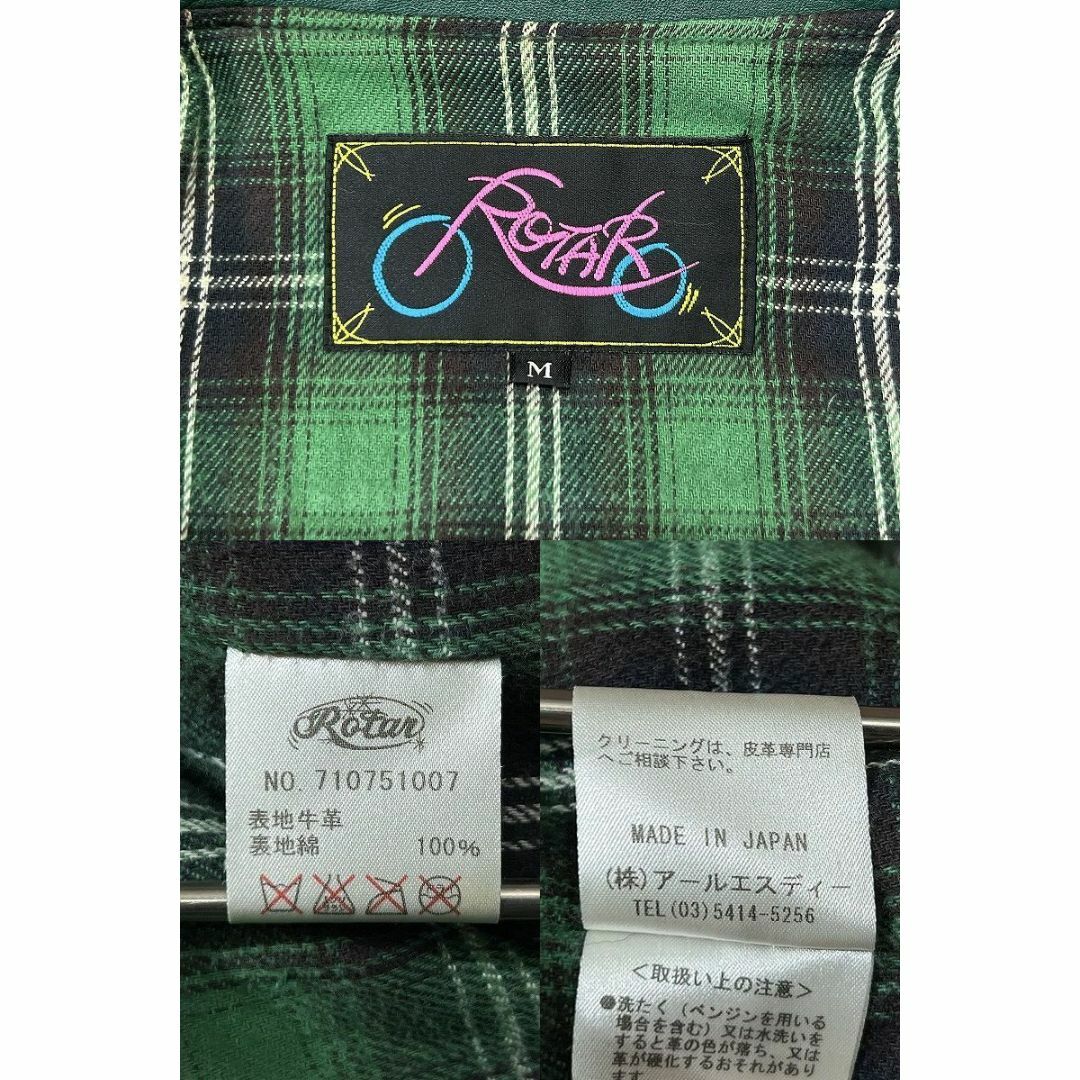 ROTAR
M
Rotar
NO. 710751007
表地牛革
裏地綿 100%
クリーニングは、皮革専門店
へご相談下さい。
MADE IN JAPAN
(株)アールエスディー
TEL(03)5414-5256
<取扱い上の注意>
●洗たく(ベンジンを用いる
場合を含む)又は水洗いを
すると革の色が落ち、又は
革が硬化するおそれがあり
ます